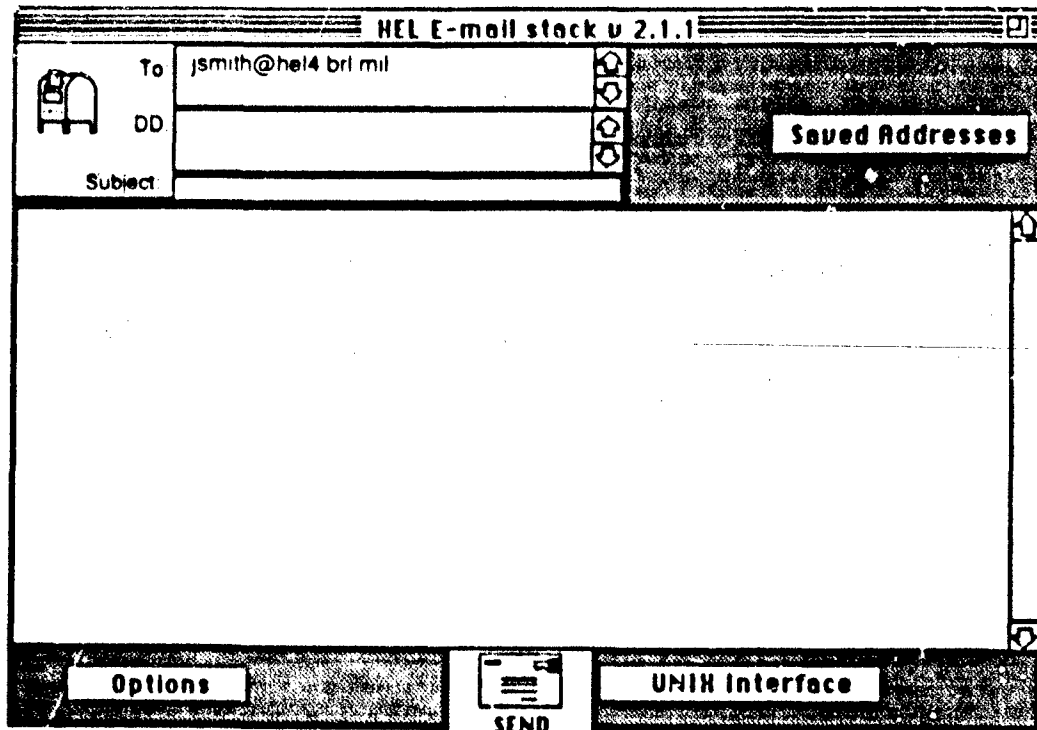 HEL E-mail stack v 2.1.1
To jsmith@hel4 brl mil
DD
Saved Addresses
Subject:
Options
SEND
UNIX Interface